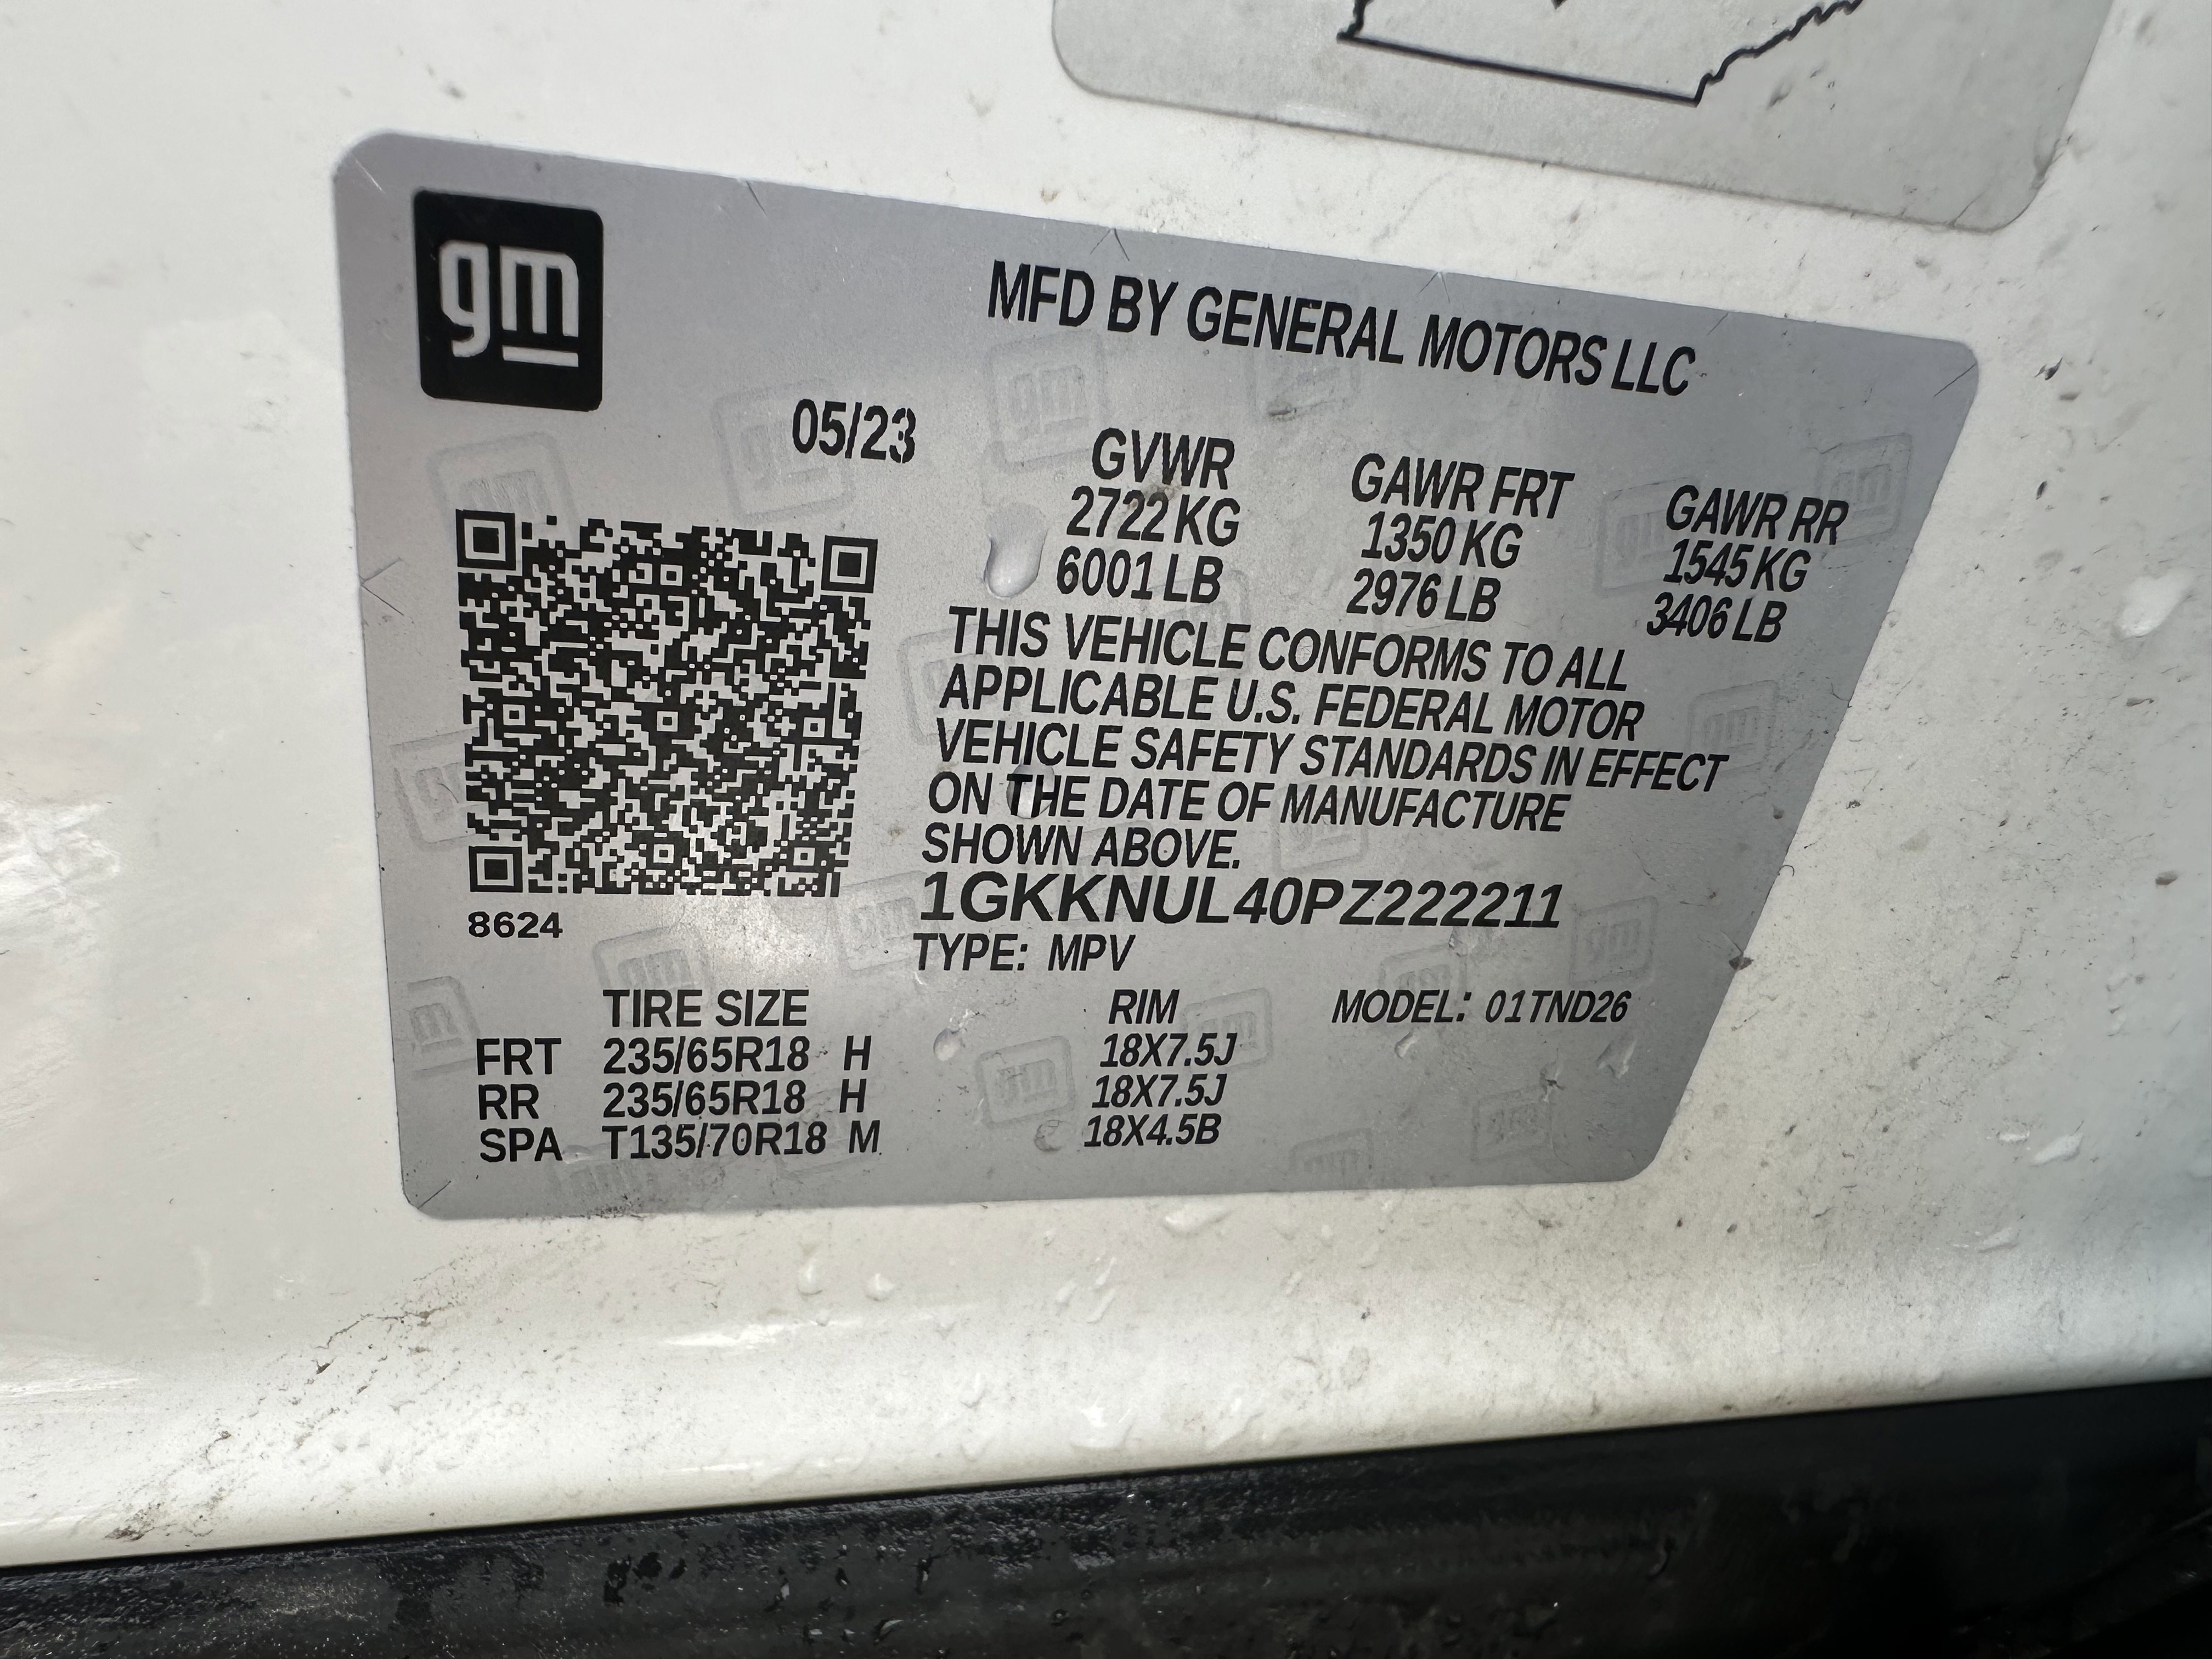 gm
MFD BY GENERAL MOTORS LLC
05/23
GVWR GAWR FRT GAWR RR
2722 KG 1350 KG 1545 KG
6001 LB 2976 LB 3406 LB
THIS VEHICLE CONFORMS TO ALL
APPLICABLE U.S. FEDERAL MOTOR
VEHICLE SAFETY STANDARDS IN EFFECT
ON THE DATE OF MANUFACTURE
SHOWN ABOVE.
1GKKNUL40PZ222211
8624
TYPE: MPV
TIRE SIZE RIM MODEL: 01TND26
FRT 235/65R18 H 18X7.5J
RR 235/65R18 H 18X7.5J
SPA T135/70R18 M 18X4.5B